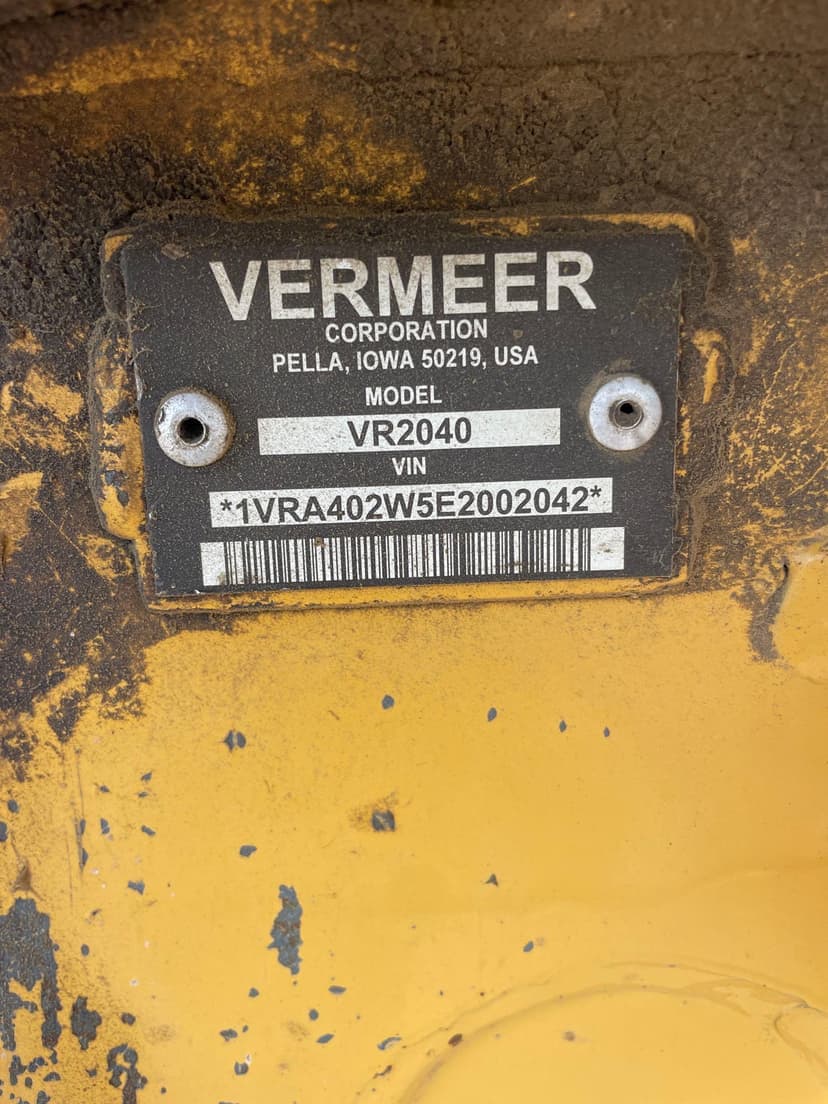 VERMEER
CORPORATION
PELLA, IOWA 50219, USA
MODEL
VR2040
VIN
*1VRA402W5E2002042*